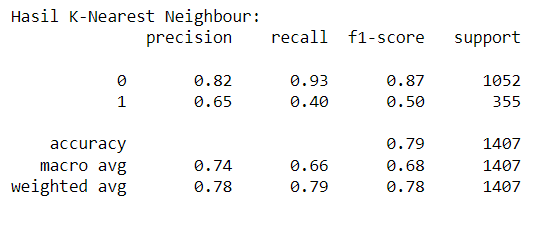 Hasil K-Nearest Neighbour:
precision recall f1-score support
0 0.82 0.93 0.87 1052
1 0.65 0.40 0.50 355
accuracy 0.79 1407
macro avg 0.74 0.66 0.68 1407
weighted avg 0.78 0.79 0.78 1407